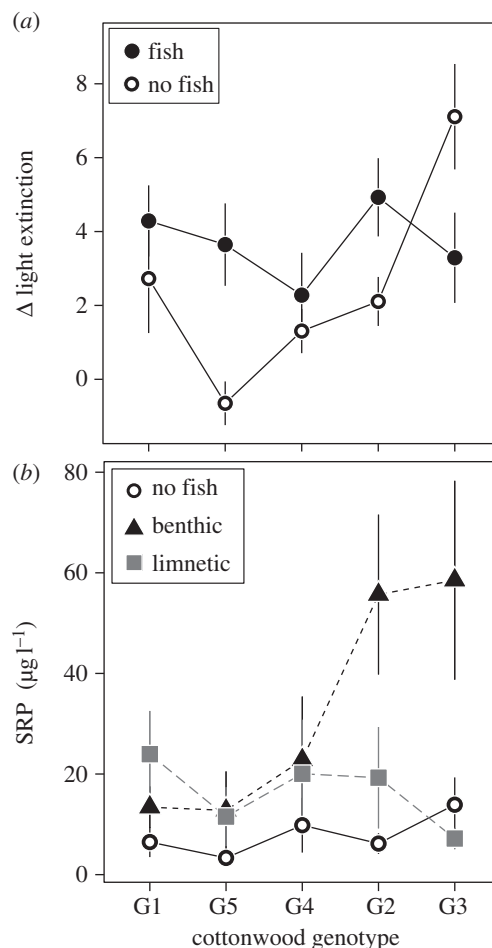 (a)
fish
no fish
8
6
4
2
0
Δ light extinction
(b)
no fish
benthic
limnetic
80
60
40
20
0
SRP (µg l⁻¹)
G1 G5 G4 G2 G3
cottonwood genotype